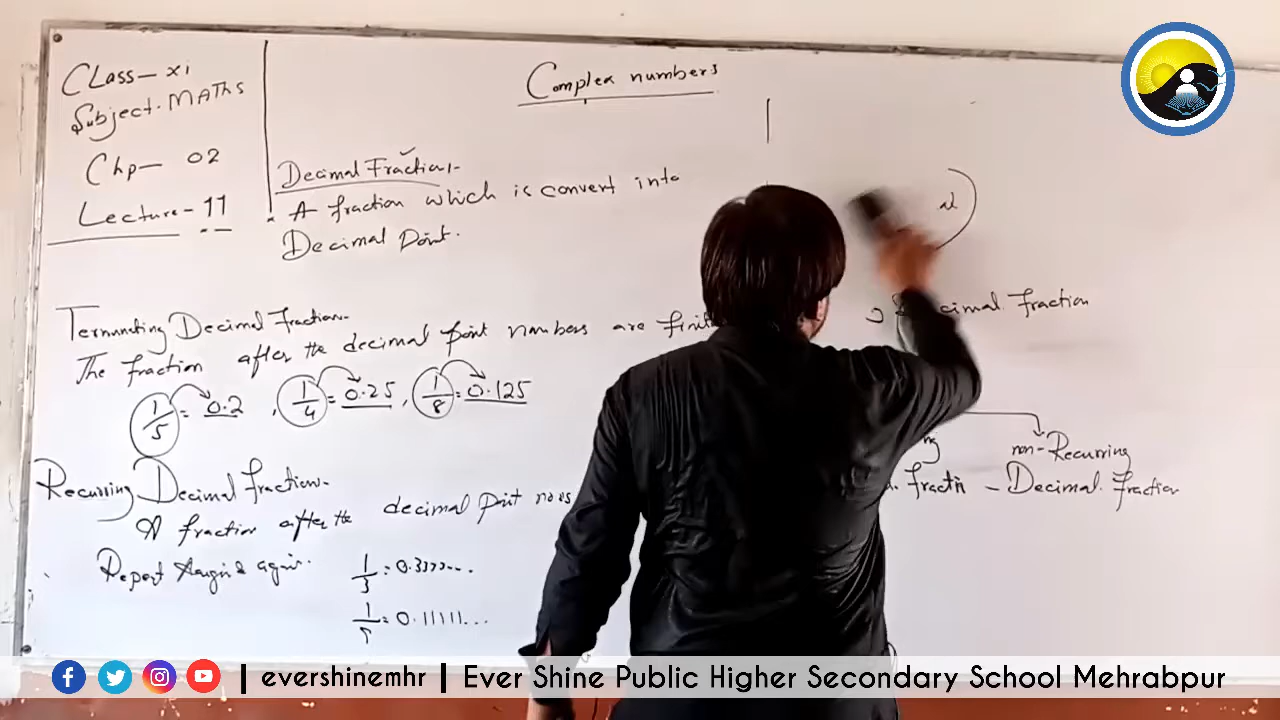 CLass - xi
Subject. MATHS
Chp - 02
Lecture - 11
Complex numbers
Decimal Fraction:-
A fraction which is convert into
Decimal Point.
Decimal Fraction
Terminating Decimal fraction-
The fraction after the decimal point numbers are finit
1/5 = 0.2 , 1/4 = 0.25 , 1/8 = 0.125
non-Recurring
fractin - Decimal. fraction
Recurring Decimal fraction-
A fraction after the decimal point
Repeat & again.
1/3 = 0.3333...
0.11111...
evershinemhr | Ever Shine Public Higher Secondary School Mehrabpur